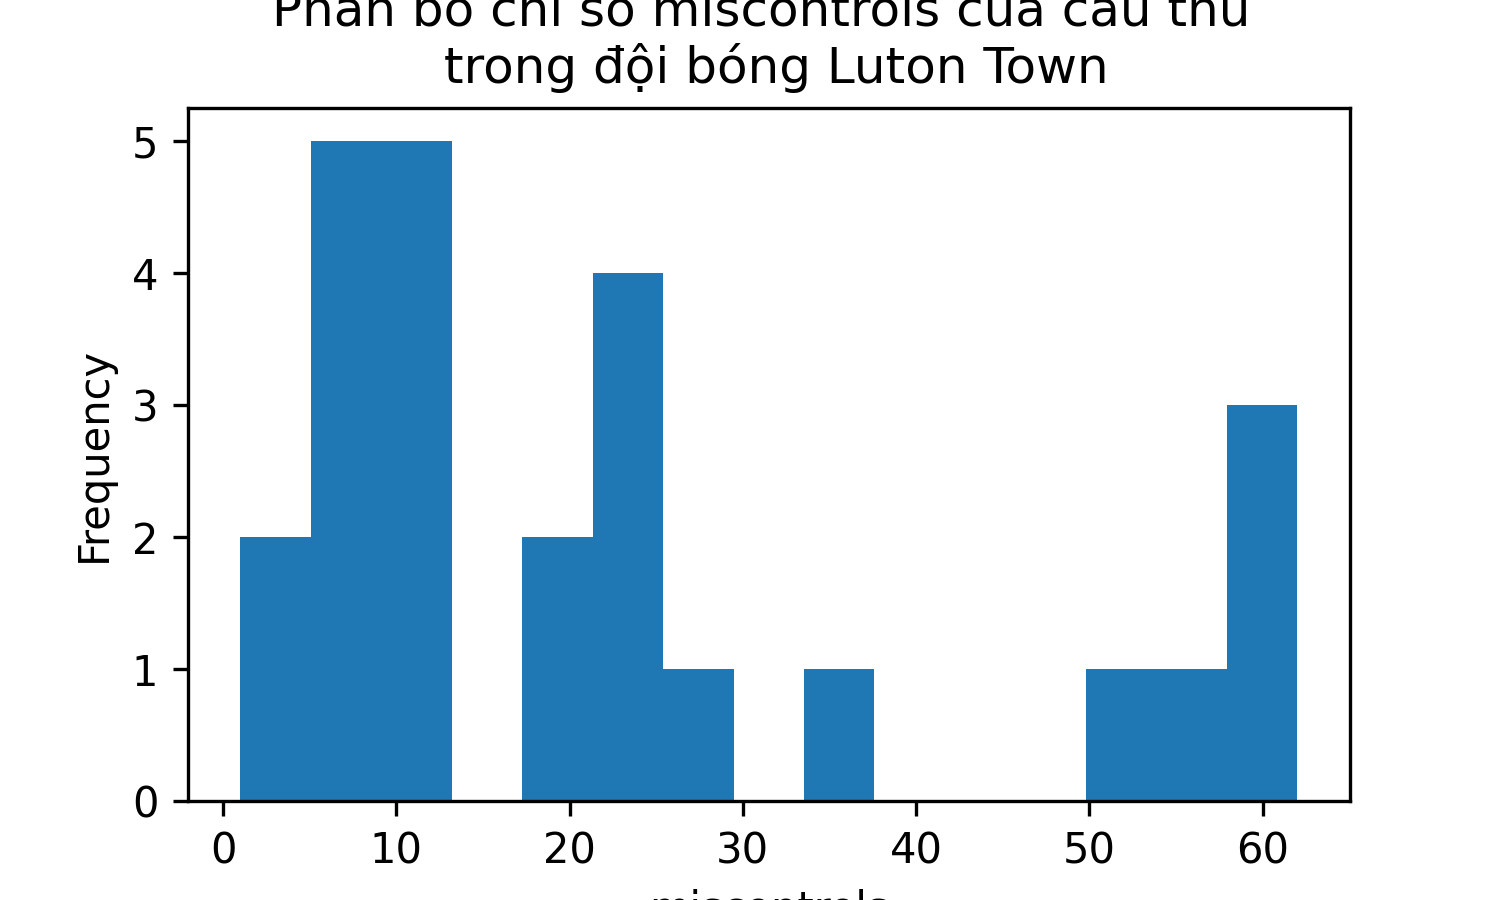 Phân bố chỉ số miscontrols của cầu thủ
trong đội bóng Luton Town
5
4
3
2
1
0
Frequency
0 10 20 30 40 50 60
miscontrols